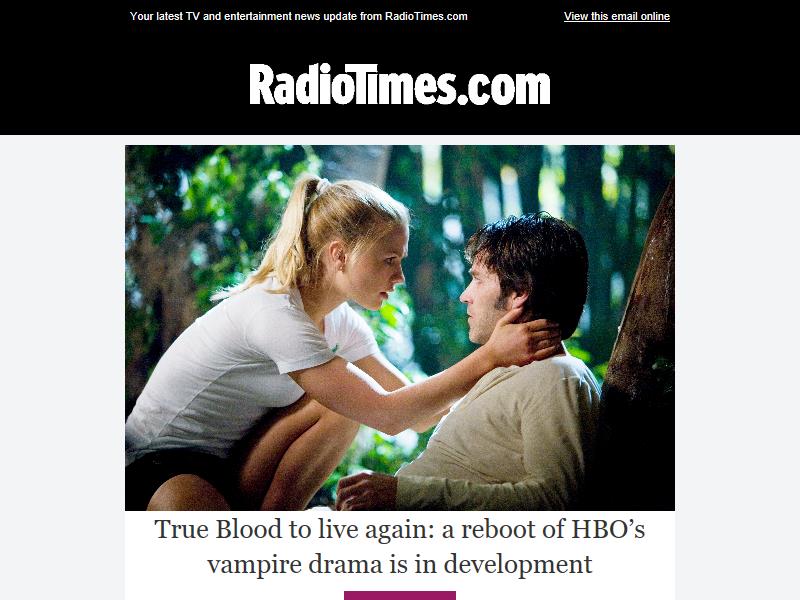 Your latest TV and entertainment news update from RadioTimes.com
View this email online
RadioTimes.com
True Blood to live again: a reboot of HBO’s
vampire drama is in development